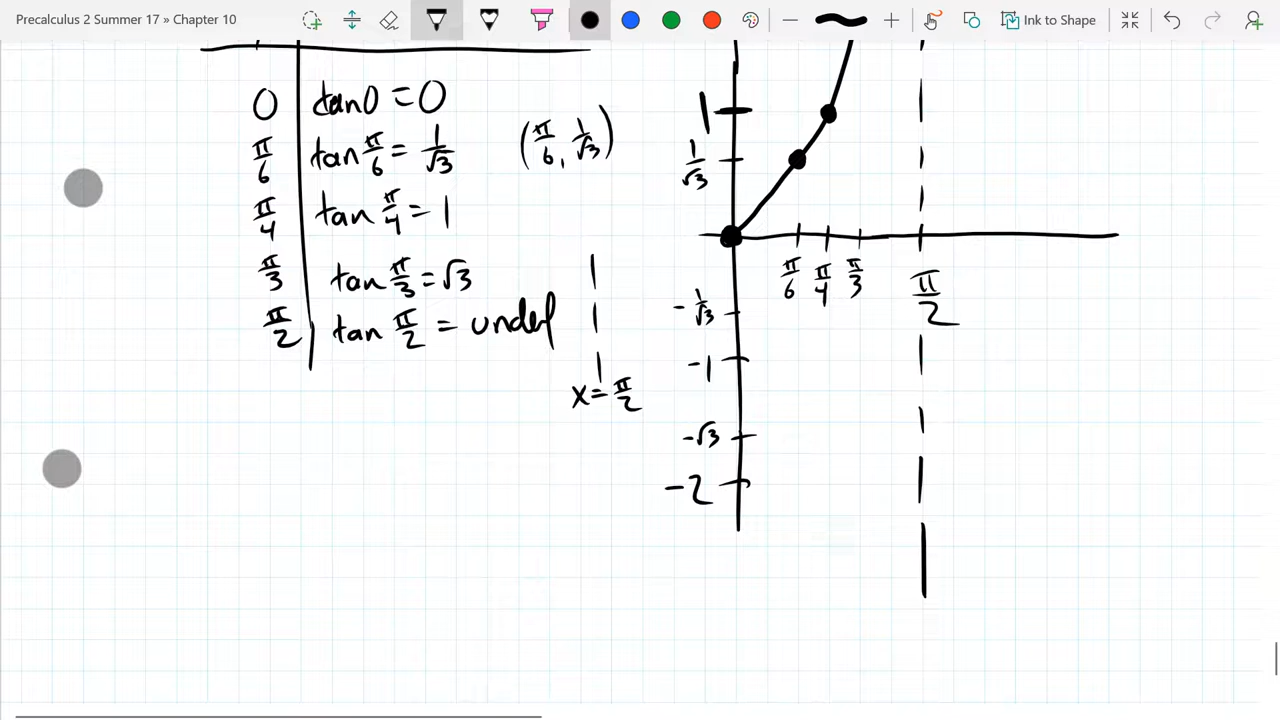 Precalculus 2 Summer 17 » Chapter 10
Ink to Shape
0 tan0 = 0
π/6 tan π/6 = 1/√3 (π/6, 1/√3)
π/4 tan π/4 = 1
π/3 tan π/3 = √3
π/2 tan π/2 = undef
x = π/2
1
1/√3
π/6 π/4 π/3 π/2
-1/√3
-1
-√3
-2